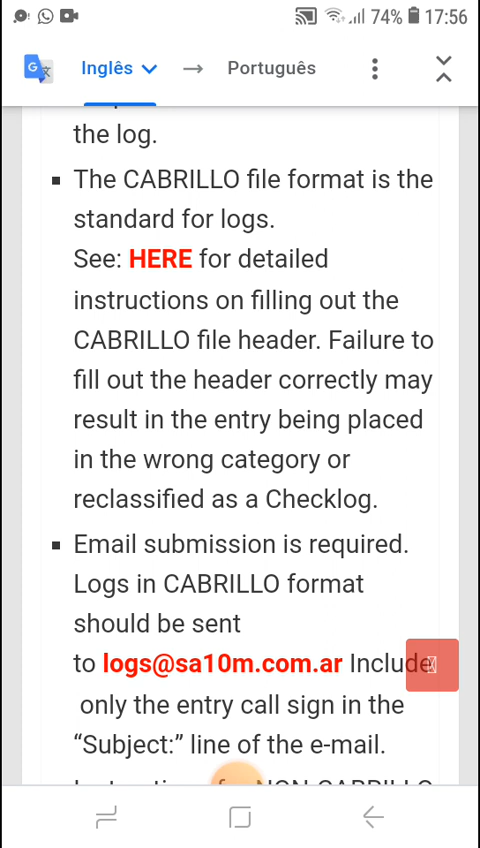 74% 17:56
Inglês → Português
the log.
▪ The CABRILLO file format is the
standard for logs.
See: HERE for detailed
instructions on filling out the
CABRILLO file header. Failure to
fill out the header correctly may
result in the entry being placed
in the wrong category or
reclassified as a Checklog.
▪ Email submission is required.
Logs in CABRILLO format
should be sent
to logs@sa10m.com.ar Include
only the entry call sign in the
“Subject:” line of the e-mail.